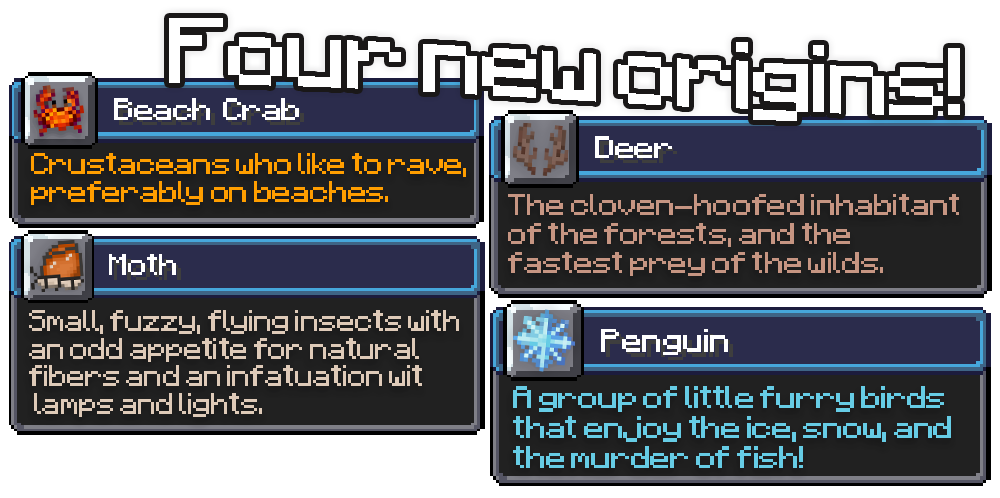 Four new origins!
Beach Crab
Crustaceans who like to rave,
preferably on beaches.
Moth
Small, fuzzy, flying insects with
an odd appetite for natural
fibers and an infatuation wit
lamps and lights.
Deer
The cloven-hoofed inhabitant
of the forests, and the
fastest prey of the wilds.
Penguin
A group of little furry birds
that enjoy the ice, snow, and
the murder of fish!